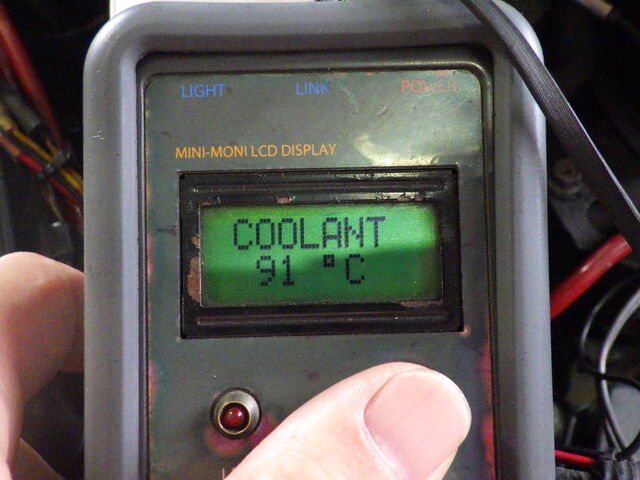 LIGHT LINK POWER
MINI-MONI LCD DISPLAY
COOLANT
91 °C